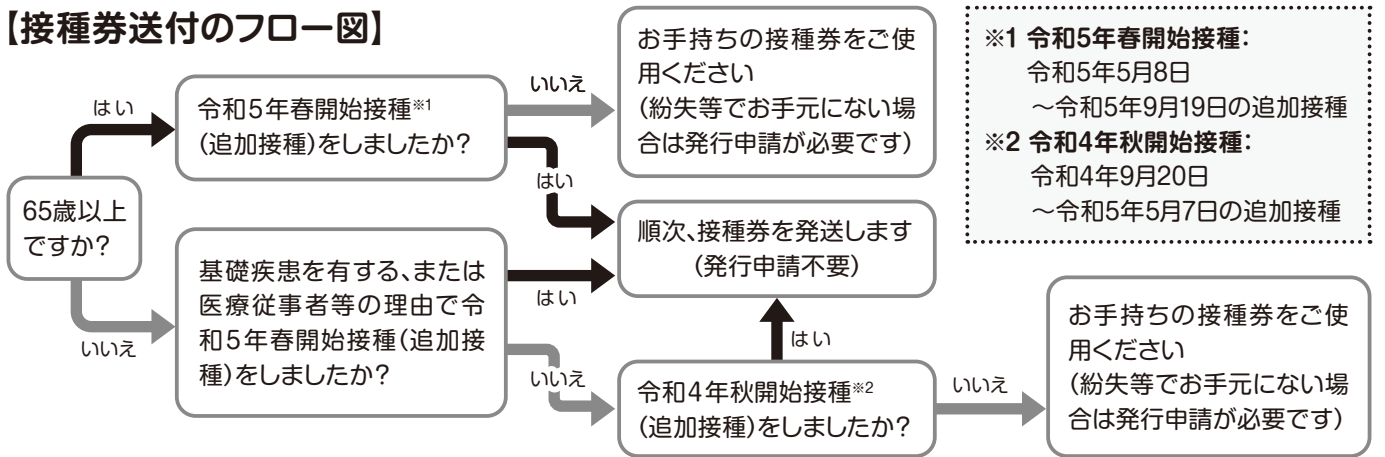 【接種券送付のフロー図】
65歳以上
ですか?
はい
令和5年春開始接種※1
(追加接種)をしましたか?
いいえ
お手持ちの接種券をご使
用ください
(紛失等でお手元にない場
合は発行申請が必要です)
はい
順次、接種券を発送します
(発行申請不要)
いいえ
基礎疾患を有する、または
医療従事者等の理由で令
和5年春開始接種(追加接
種)をしましたか?
はい
いいえ
令和4年秋開始接種※2
(追加接種)をしましたか?
はい
いいえ
お手持ちの接種券をご使
用ください
(紛失等でお手元にない場
合は発行申請が必要です)
※1 令和5年春開始接種:
令和5年5月8日
~令和5年9月19日の追加接種
※2 令和4年秋開始接種:
令和4年9月20日
~令和5年5月7日の追加接種